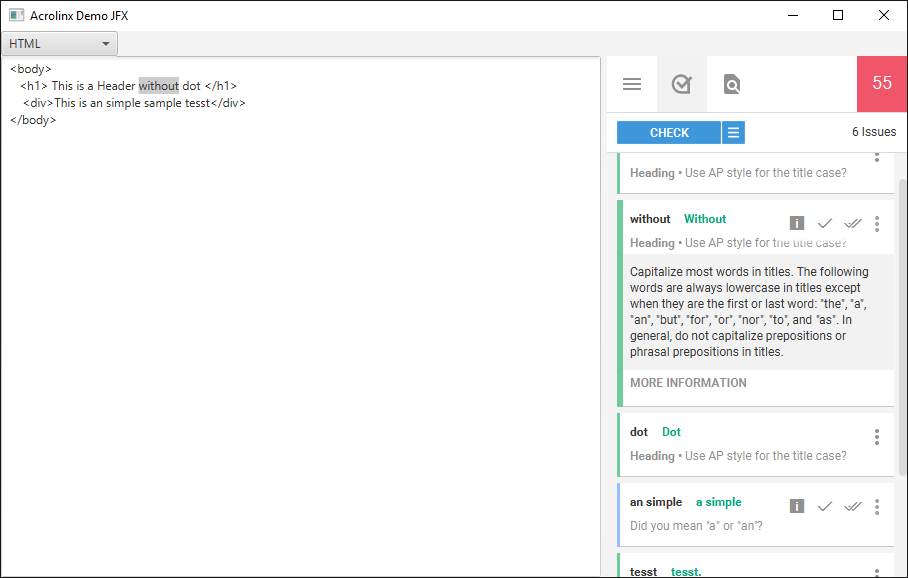 Acrolinx Demo JFX
HTML
<body>
<h1> This is a Header without dot </h1>
<div>This is an simple sample tesst</div>
</body>
55
CHECK
6 Issues
Heading • Use AP style for the title case?
without Without
Heading • Use AP style for the title case?
Capitalize most words in titles. The following
words are always lowercase in titles except
when they are the first or last word: "the", "a",
"an", "but", "for", "or", "nor", "to", and "as". In
general, do not capitalize prepositions or
phrasal prepositions in titles.
MORE INFORMATION
dot Dot
Heading • Use AP style for the title case?
an simple a simple
Did you mean "a" or "an"?
tesst tesst.